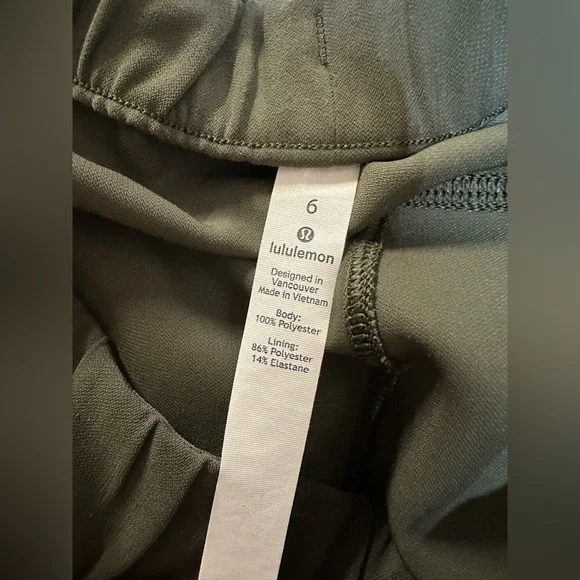 6
lululemon
Designed in
Vancouver
Made in Vietnam
Body:
100% Polyester
Lining:
86% Polyester
14% Elastane